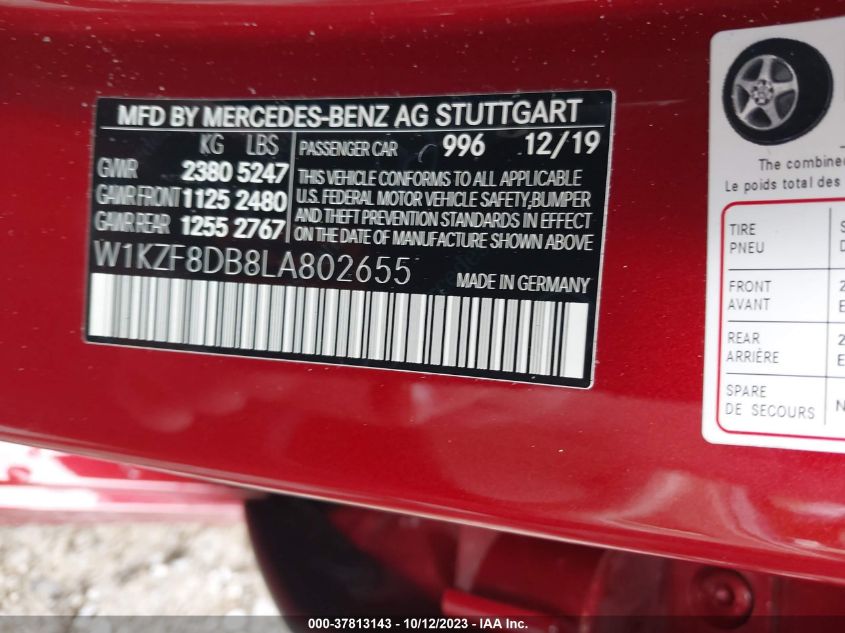 MFD BY MERCEDES-BENZ AG STUTTGART
KG LBS
GWR 2380 5247
GAWR FRONT 1125 2480
GAWR REAR 1255 2767
PASSENGER CAR 996 12/19
THIS VEHICLE CONFORMS TO ALL APPLICABLE
U.S. FEDERAL MOTOR VEHICLE SAFETY,BUMPER
AND THEFT PREVENTION STANDARDS IN EFFECT
ON THE DATE OF MANUFACTURE SHOWN ABOVE
W1KZF8DB8LA802655
MADE IN GERMANY
The combine
Le poids total des
TIRE
PNEU
FRONT
AVANT
REAR
ARRIÈRE
SPARE
DE SECOURS
000-37813143 - 10/12/2023 - IAA Inc.